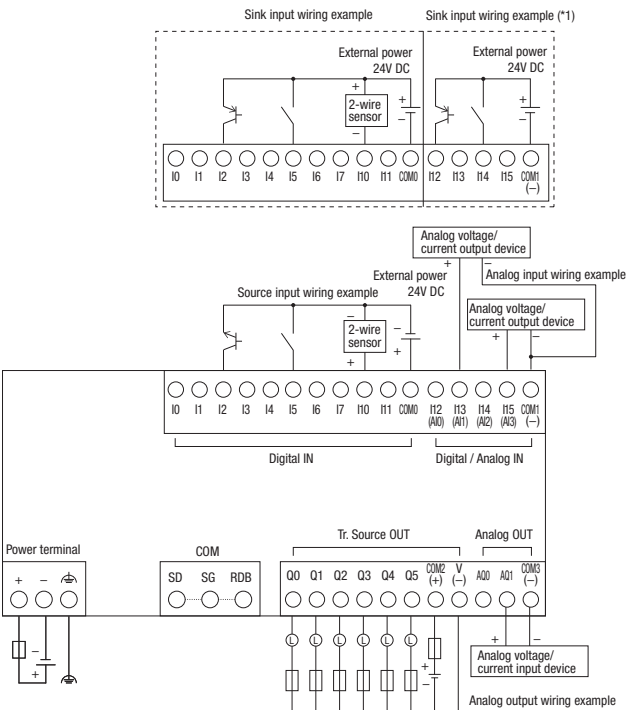 Sink input wiring example Sink input wiring example (*1)
External power
24V DC
External power
24V DC
+ + +
2-wire
sensor
– – –
I0 I1 I2 I3 I4 I5 I6 I7 I10 I11 COM0 I12 I13 I14 I15 COM1
(–)
Analog voltage/
current output device
+ –
External power
24V DC
Analog input wiring example
Source input wiring example
Analog voltage/
current output device
+ –
– –
2-wire
sensor
+ +
I0 I1 I2 I3 I4 I5 I6 I7 I10 I11 COM0 I12 I13 I14 I15 COM1
(AI0) (AI1) (AI2) (AI3) (–)
Digital IN Digital / Analog IN
Tr. Source OUT Analog OUT
Power terminal COM
+ – SD SG RDB Q0 Q1 Q2 Q3 Q4 Q5 COM2 V AQ0 AQ1 COM3
(+) (–) (–)
L L L L L L
+ –
– +
+ –
Analog voltage/
current input device
Analog output wiring example